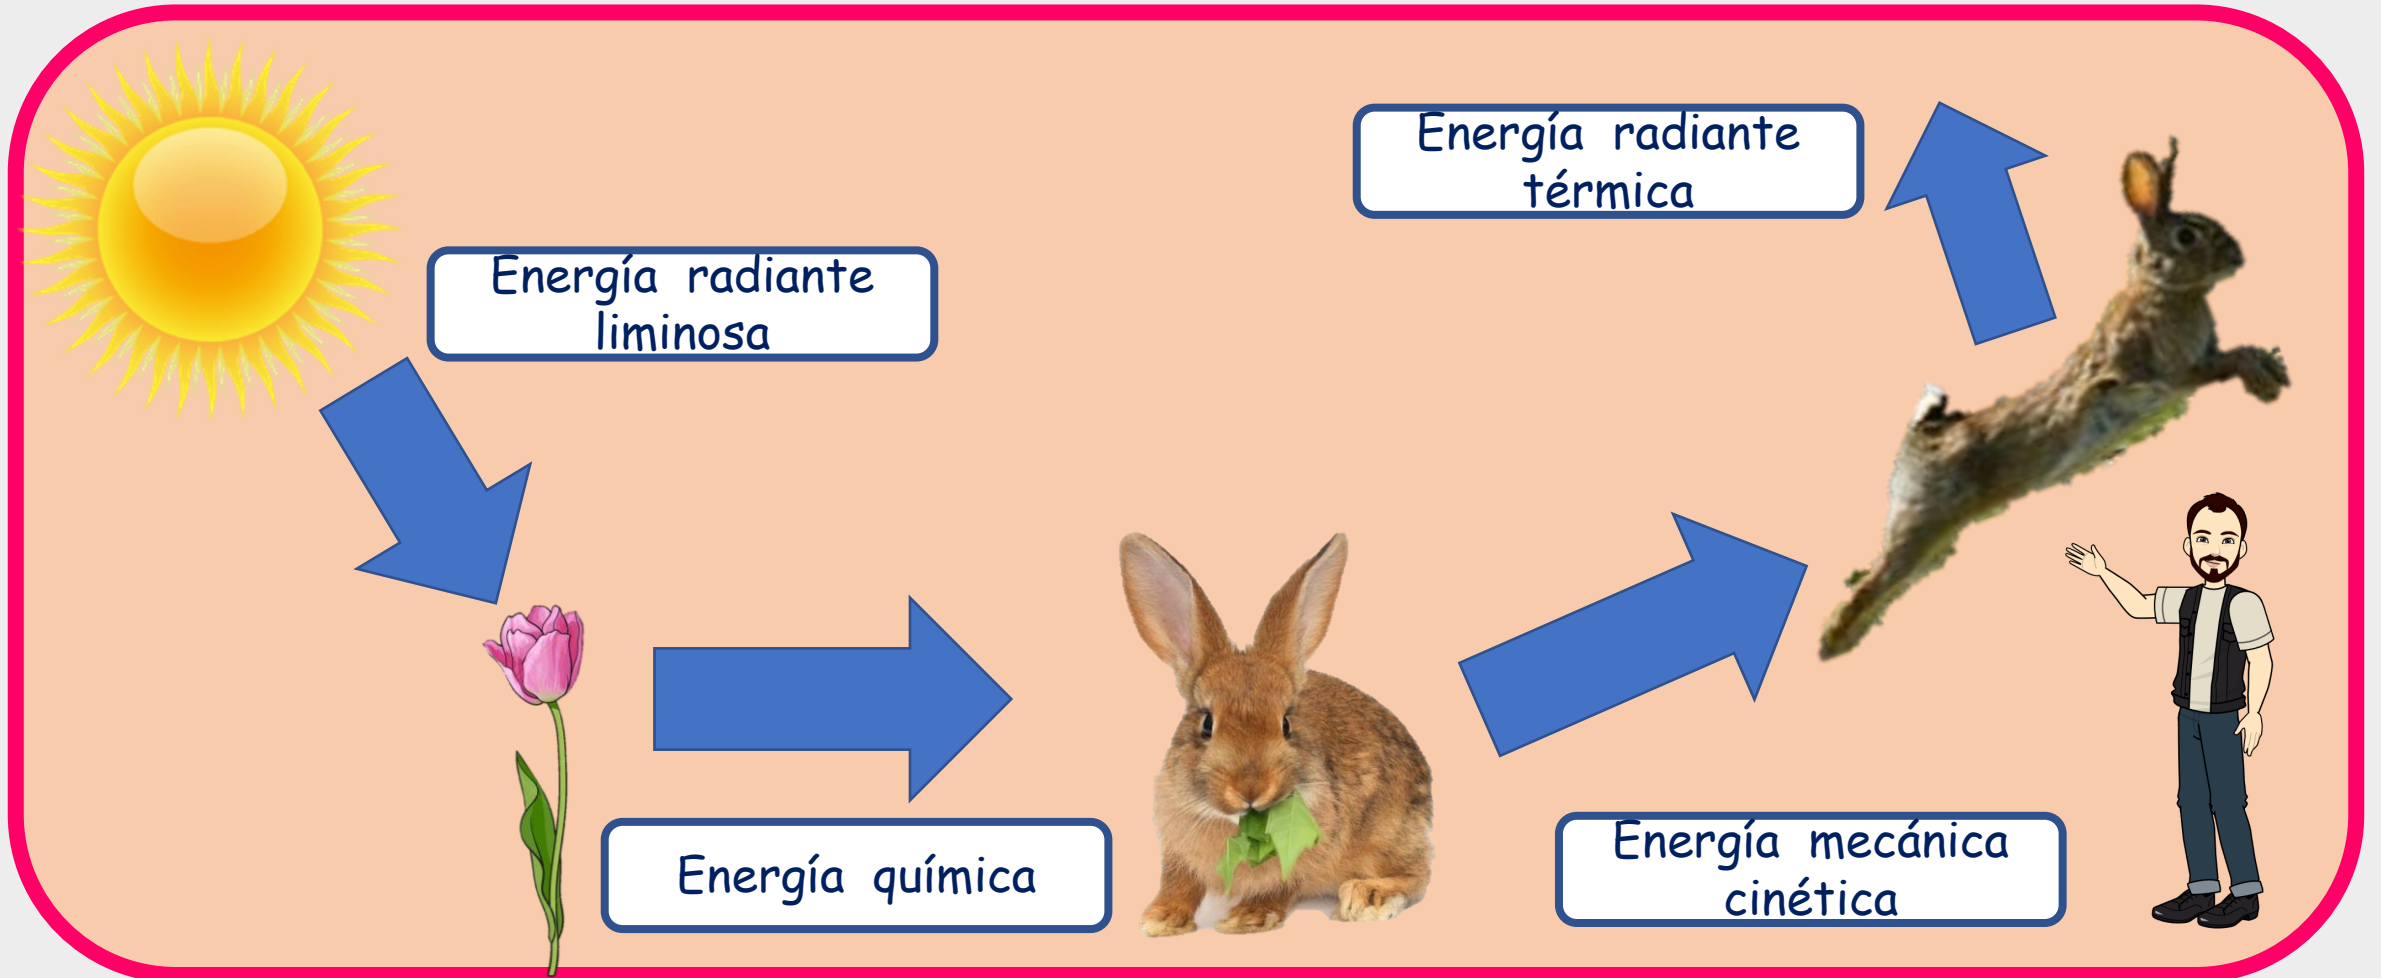 Energía radiante
liminosa
Energía química
Energía mecánica
cinética
Energía radiante
térmica